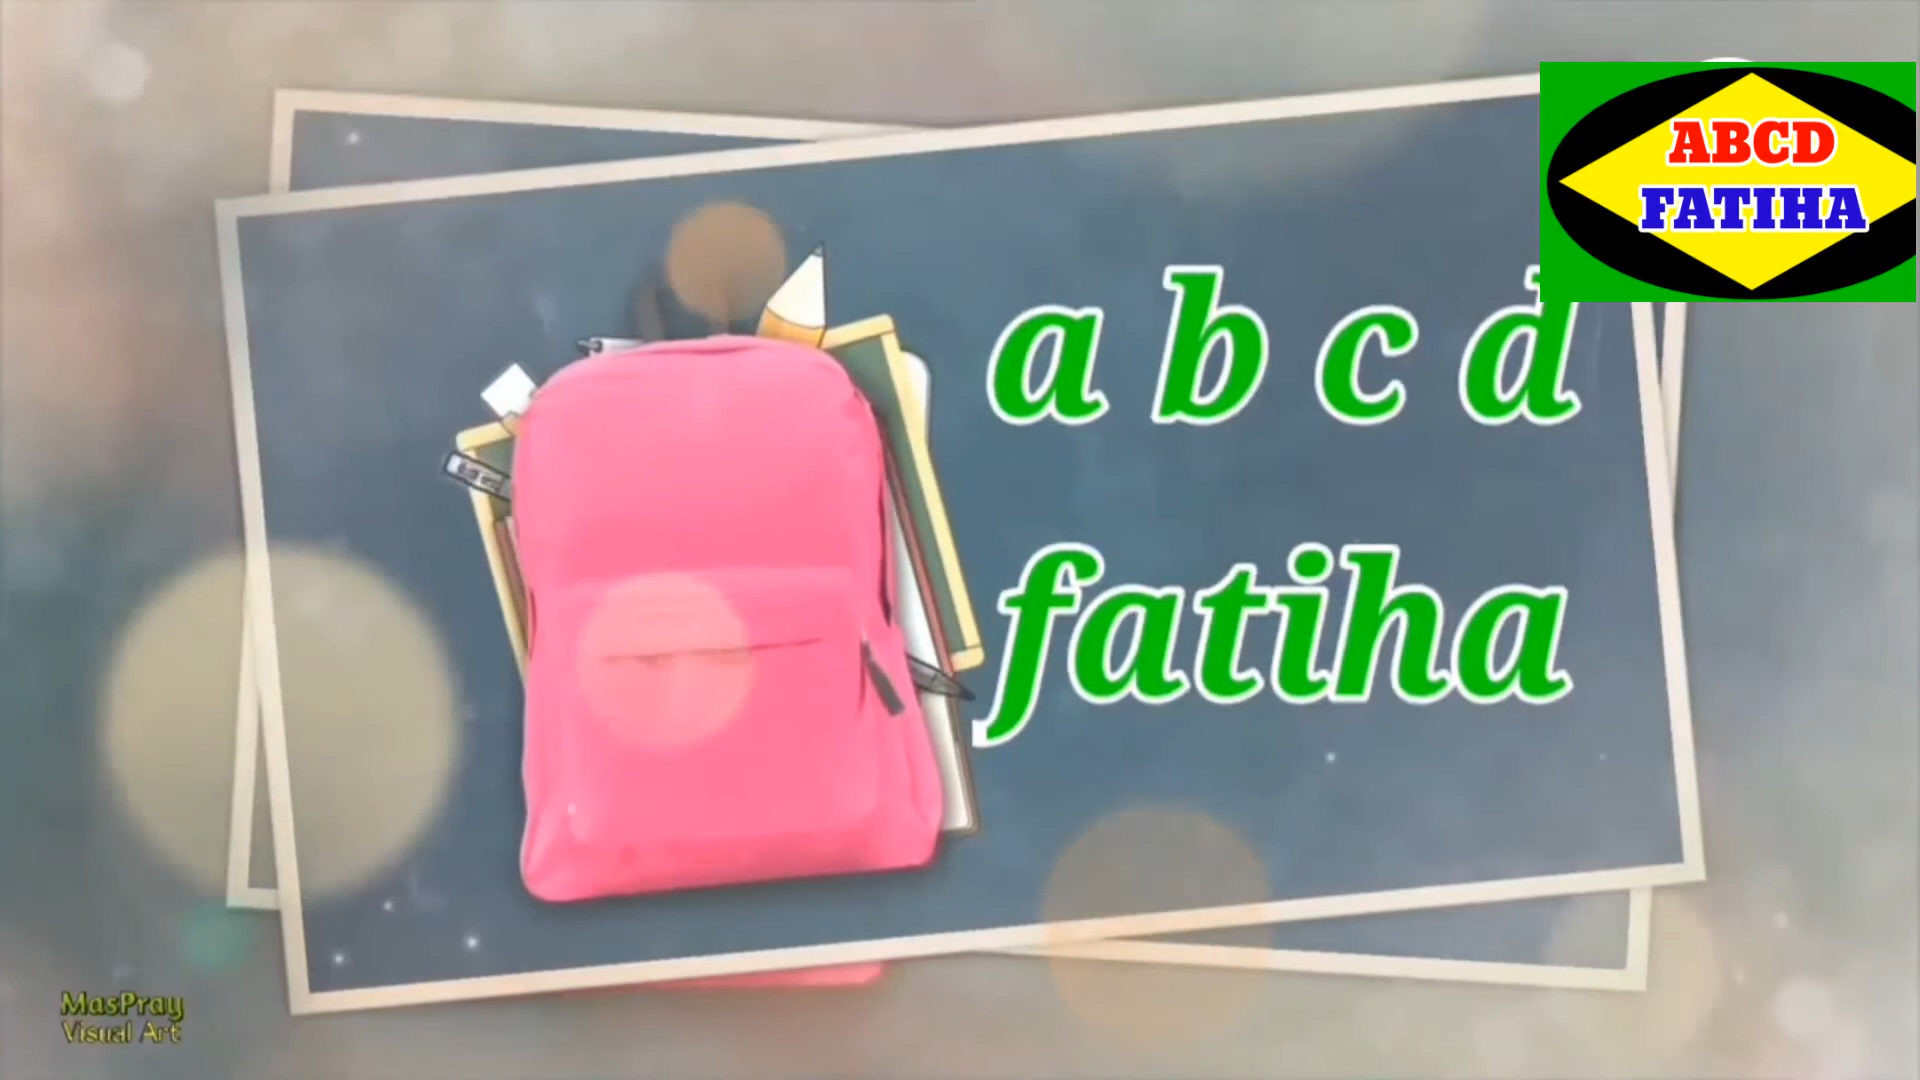 ABCD
FATIHA
a b c d
fatiha
MasPray
Visual Art